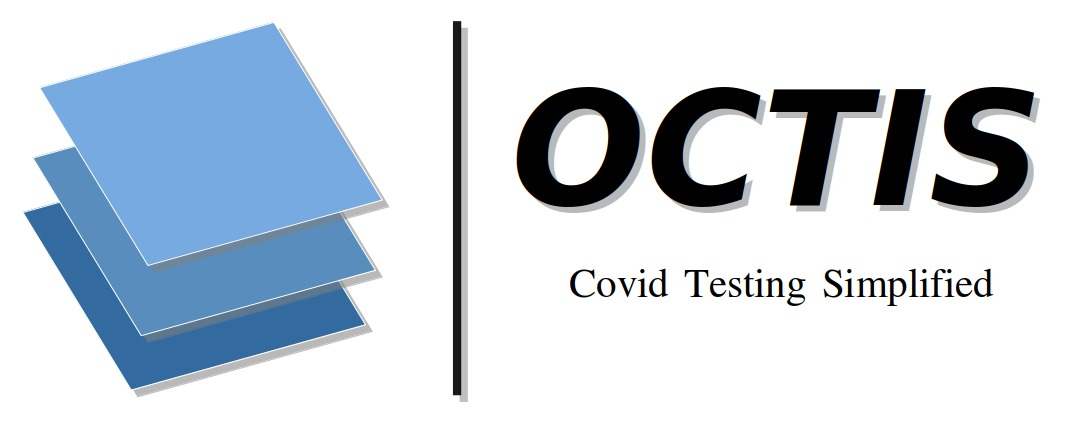 OCTIS
Covid Testing Simplified